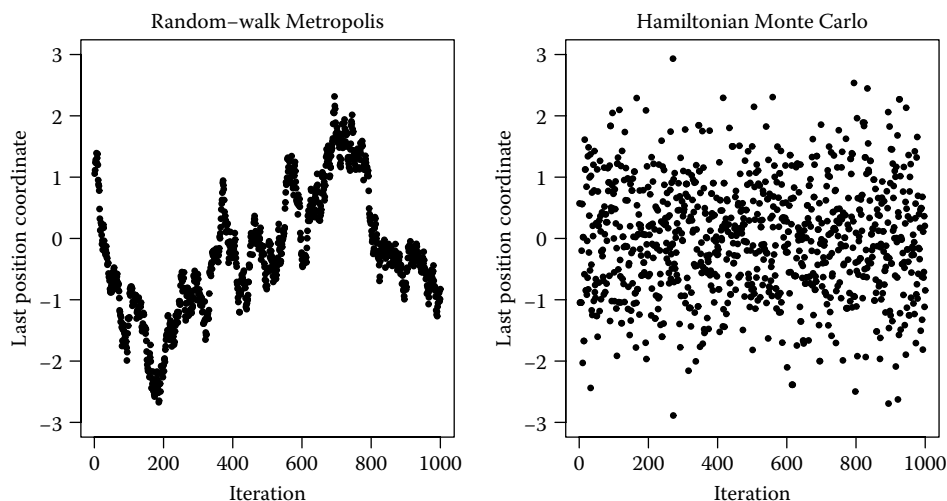 Random–walk Metropolis
3
2
1
0
−1
−2
−3
Last position coordinate
0 200 400 600 800 1000
Iteration
Hamiltonian Monte Carlo
3
2
1
0
−1
−2
−3
Last position coordinate
0 200 400 600 800 1000
Iteration